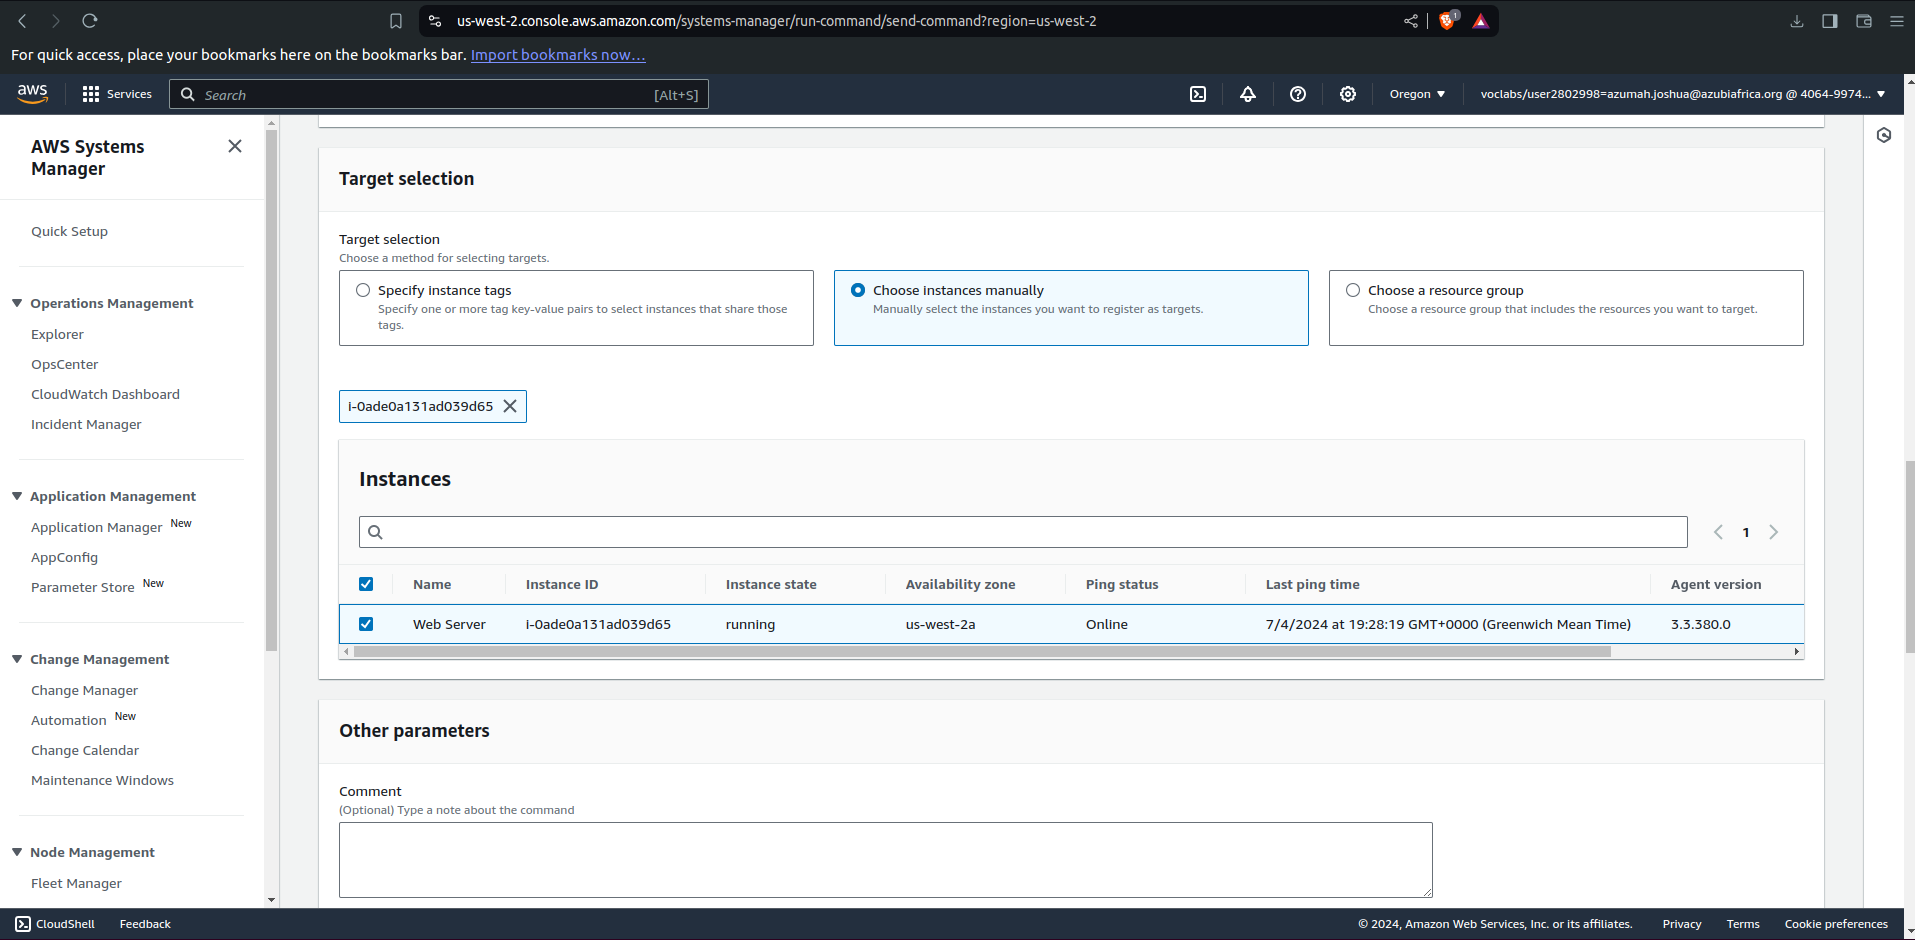 us-west-2.console.aws.amazon.com/systems-manager/run-command/send-command?region=us-west-2
1
For quick access, place your bookmarks here on the bookmarks bar. Import bookmarks now...
aws
Services
Search
[Alt+S]
Oregon
voclabs/user2802998=azumah.joshua@azubiafrica.org @ 4064-9974...
AWS Systems
Manager
Quick Setup
Operations Management
Explorer
OpsCenter
CloudWatch Dashboard
Incident Manager
Application Management
Application Manager New
AppConfig
Parameter Store New
Change Management
Change Manager
Automation New
Change Calendar
Maintenance Windows
Node Management
Fleet Manager
Target selection
Target selection
Choose a method for selecting targets.
Specify instance tags
Specify one or more tag key-value pairs to select instances that share those
tags.
Choose instances manually
Manually select the instances you want to register as targets.
Choose a resource group
Choose a resource group that includes the resources you want to target.
i-0ade0a131ad039d65
Instances
1
Name Instance ID Instance state Availability zone Ping status Last ping time Agent version
Web Server i-0ade0a131ad039d65 running us-west-2a Online 7/4/2024 at 19:28:19 GMT+0000 (Greenwich Mean Time) 3.3.380.0
Other parameters
Comment
(Optional) Type a note about the command
CloudShell
Feedback
© 2024, Amazon Web Services, Inc. or its affiliates.
Privacy
Terms
Cookie preferences